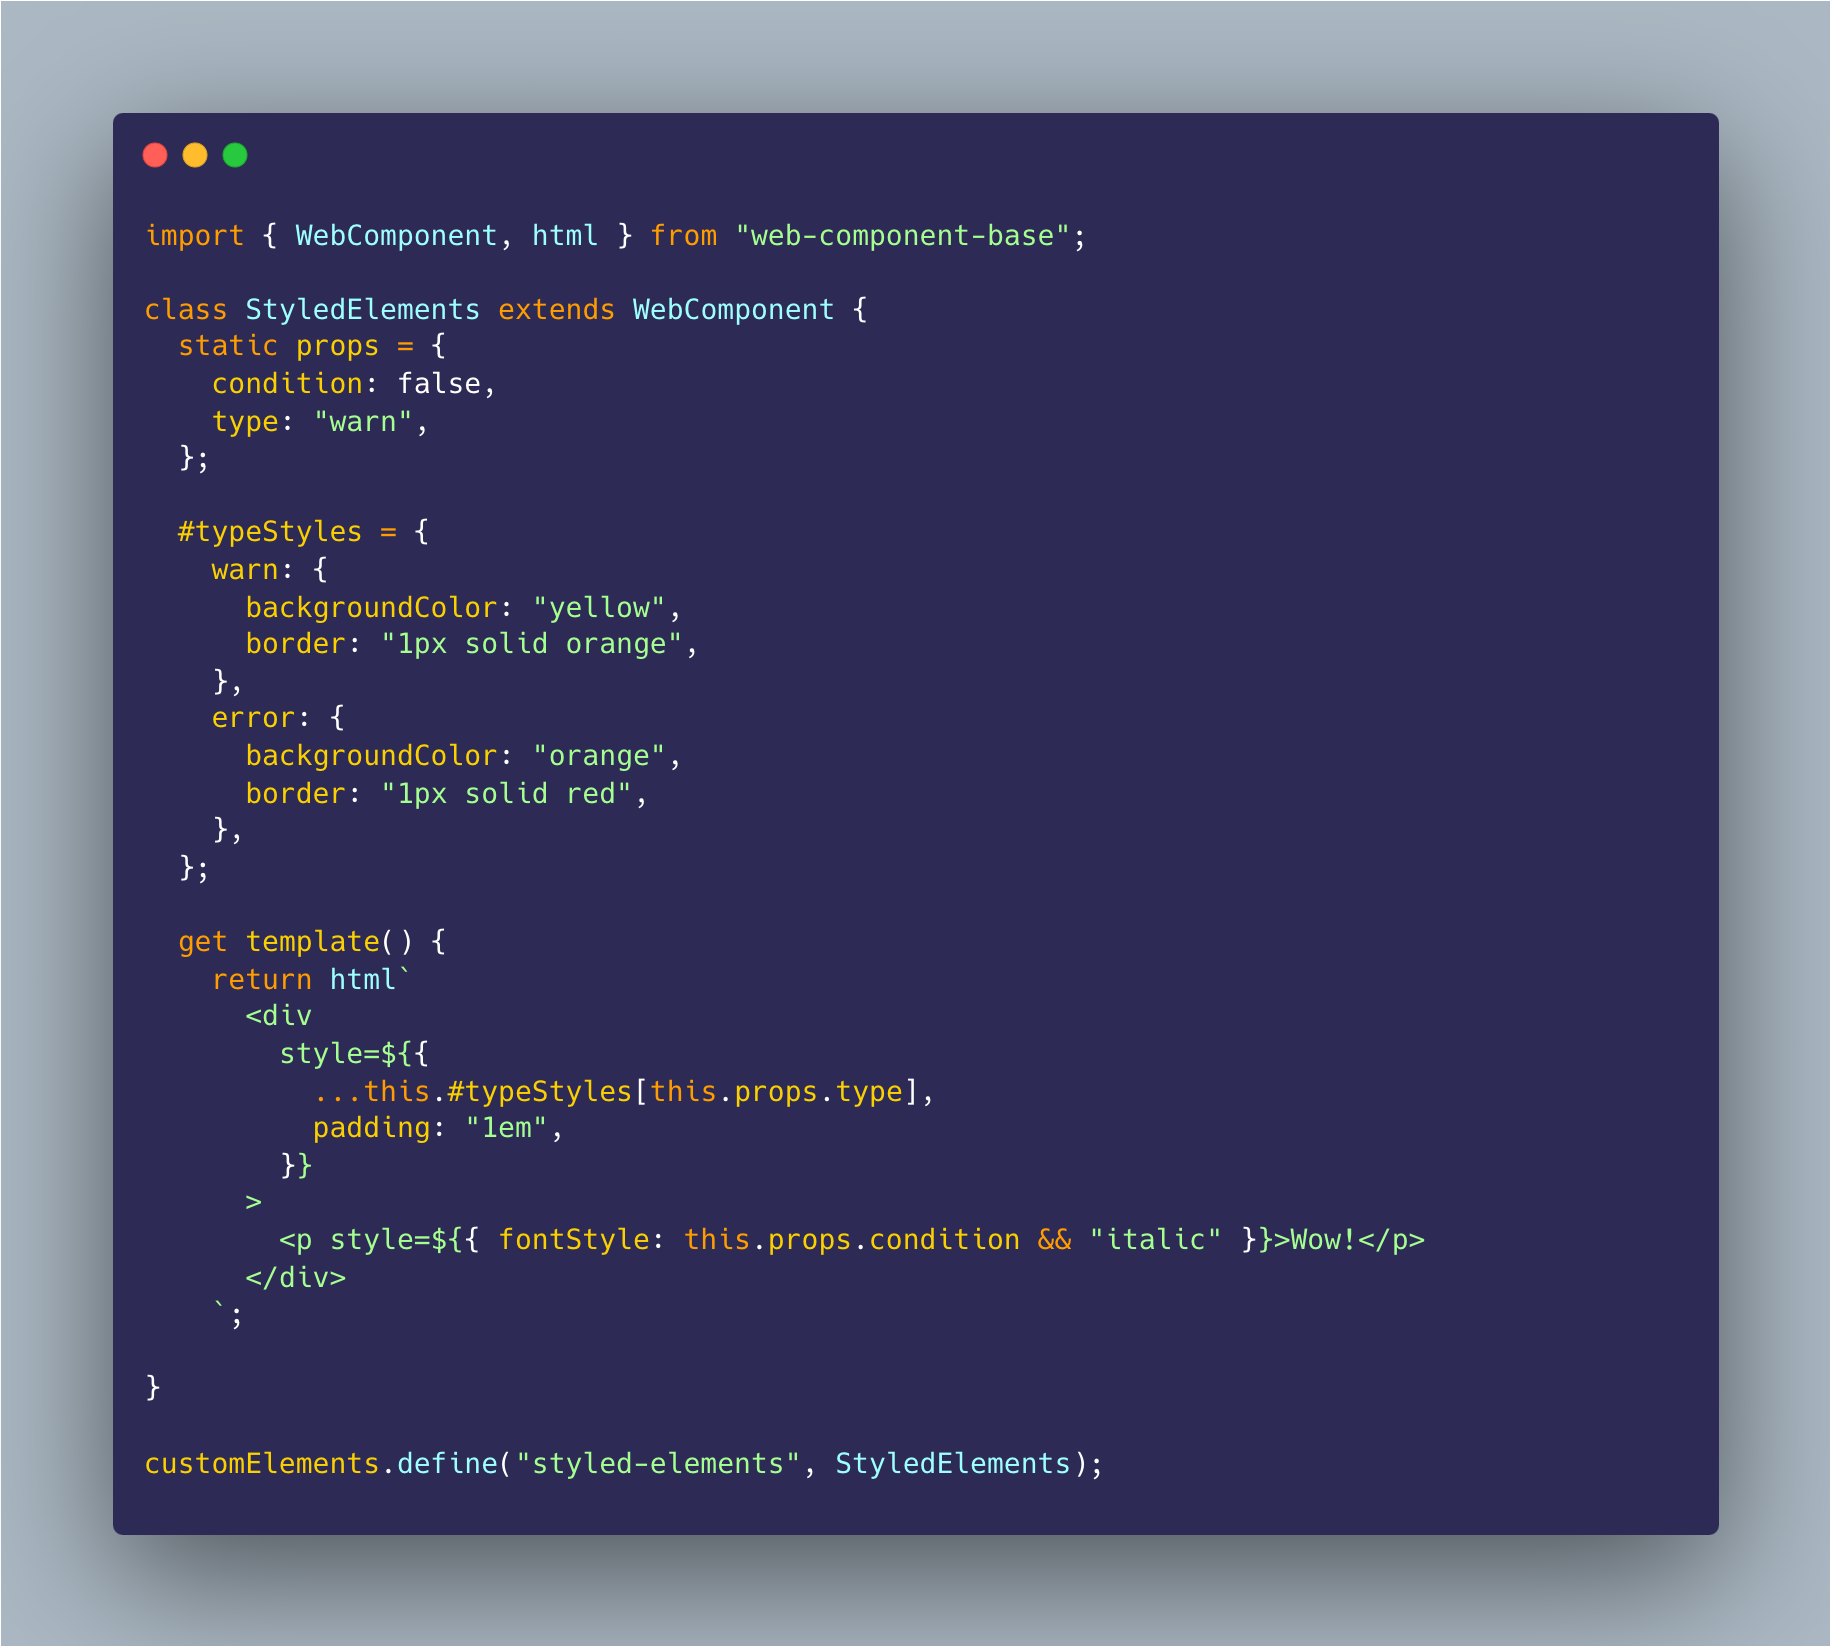 import { WebComponent, html } from "web-component-base";

class StyledElements extends WebComponent {
  static props = {
    condition: false,
    type: "warn",
  };

  #typeStyles = {
    warn: {
      backgroundColor: "yellow",
      border: "1px solid orange",
    },
    error: {
      backgroundColor: "orange",
      border: "1px solid red",
    },
  };

  get template() {
    return html`
      <div
        style=${{
          ...this.#typeStyles[this.props.type],
          padding: "1em",
        }}
      >
        <p style=${{ fontStyle: this.props.condition && "italic" }}>Wow!</p>
      </div>
    `;

}

customElements.define("styled-elements", StyledElements);